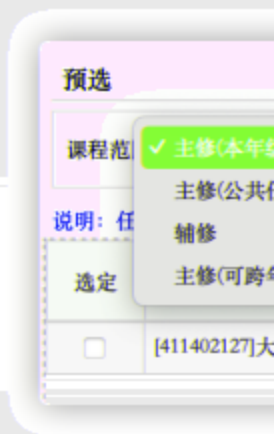 预选
课程范
✓ 主修(本年
主修(公共
说明：任
辅修
主修(可跨
选定
[411402127]大